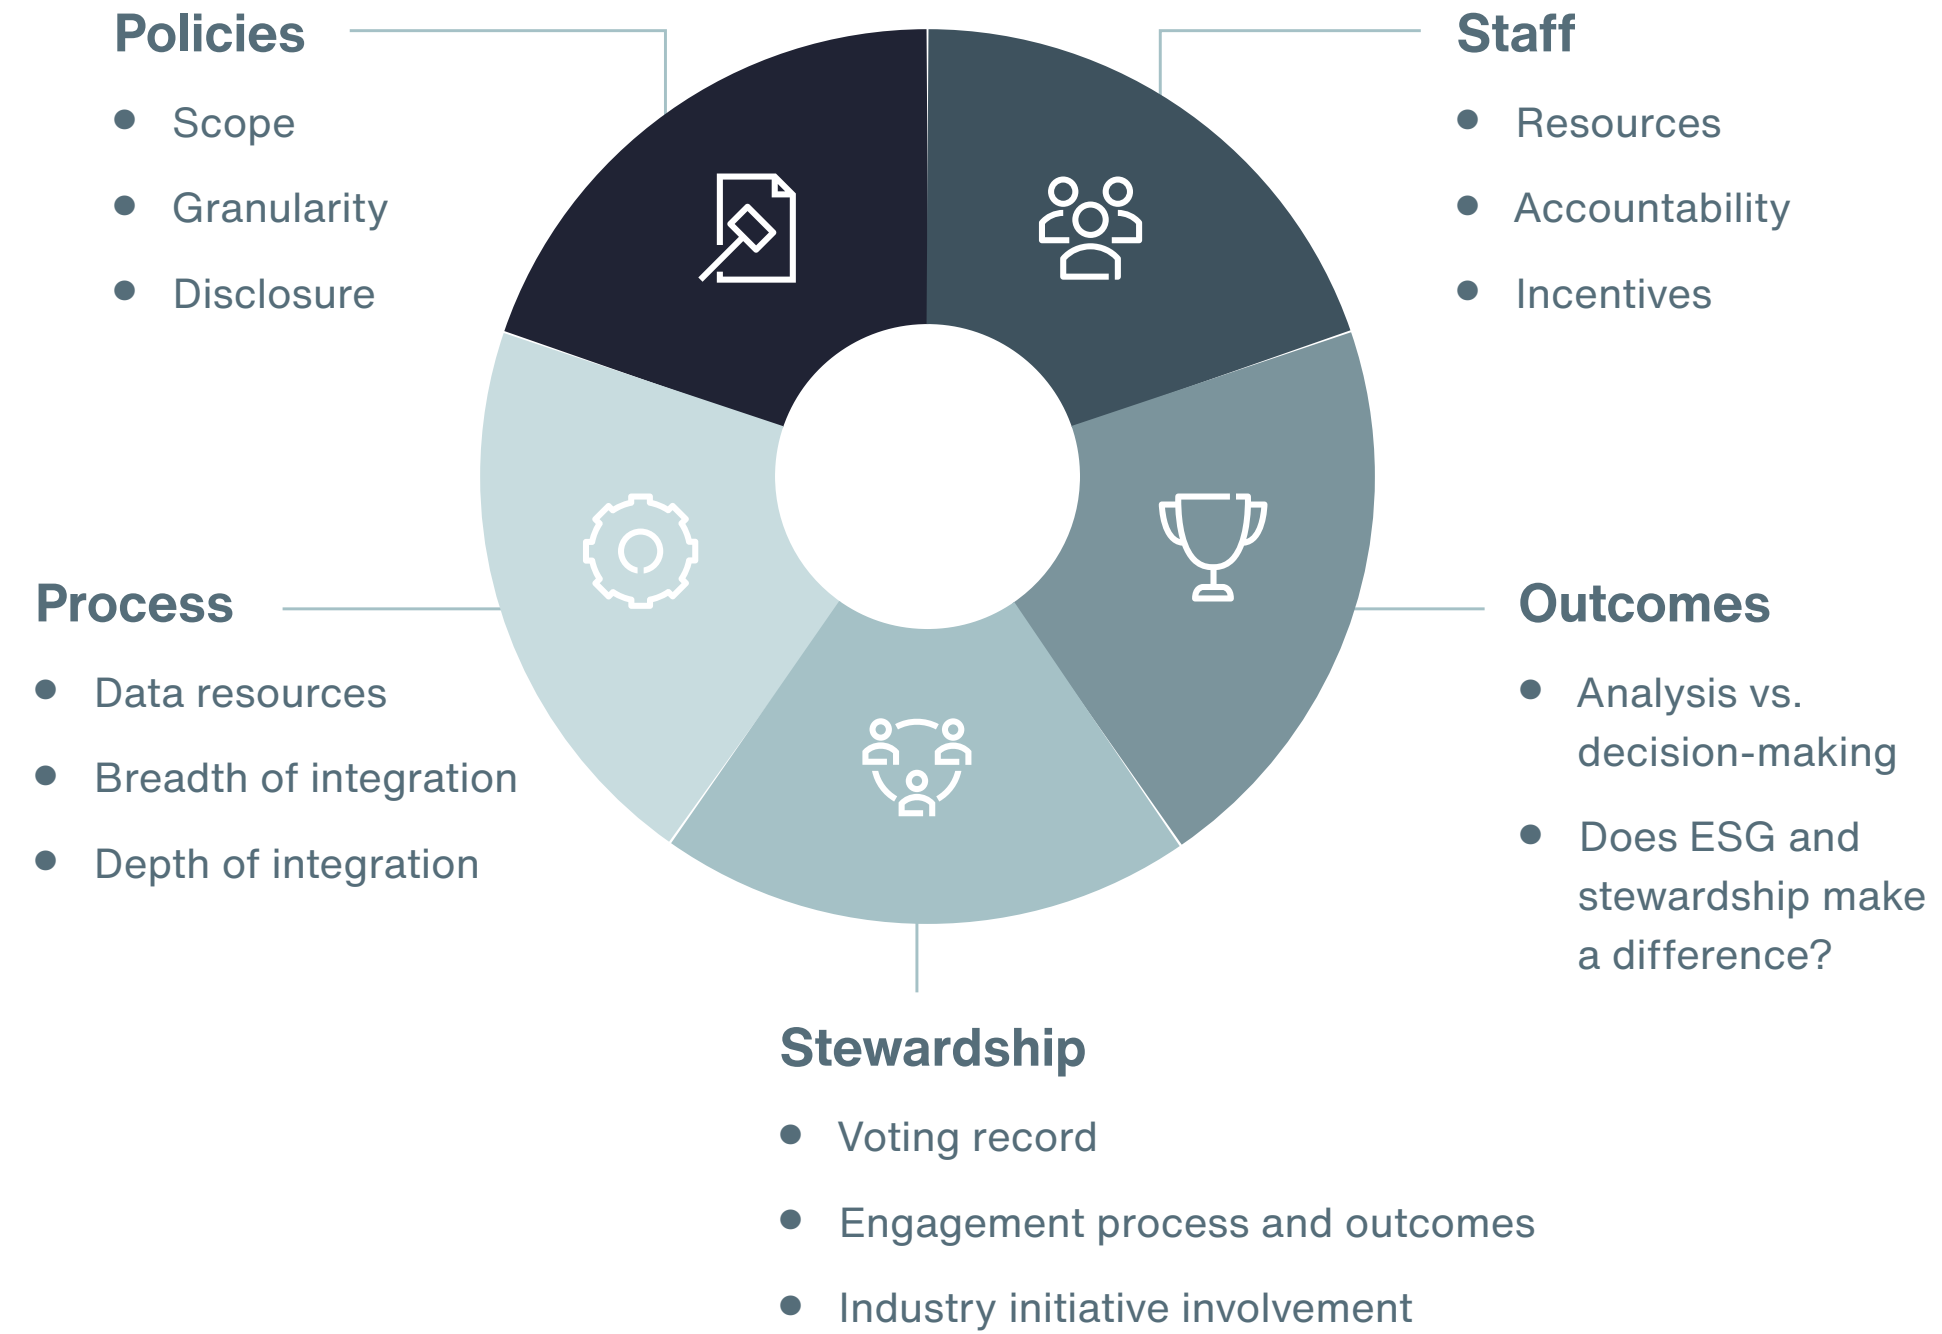 Policies
• Scope
• Granularity
• Disclosure
Staff
• Resources
• Accountability
• Incentives
Process
• Data resources
• Breadth of integration
• Depth of integration
Outcomes
• Analysis vs.
decision-making
• Does ESG and
stewardship make
a difference?
Stewardship
• Voting record
• Engagement process and outcomes
• Industry initiative involvement